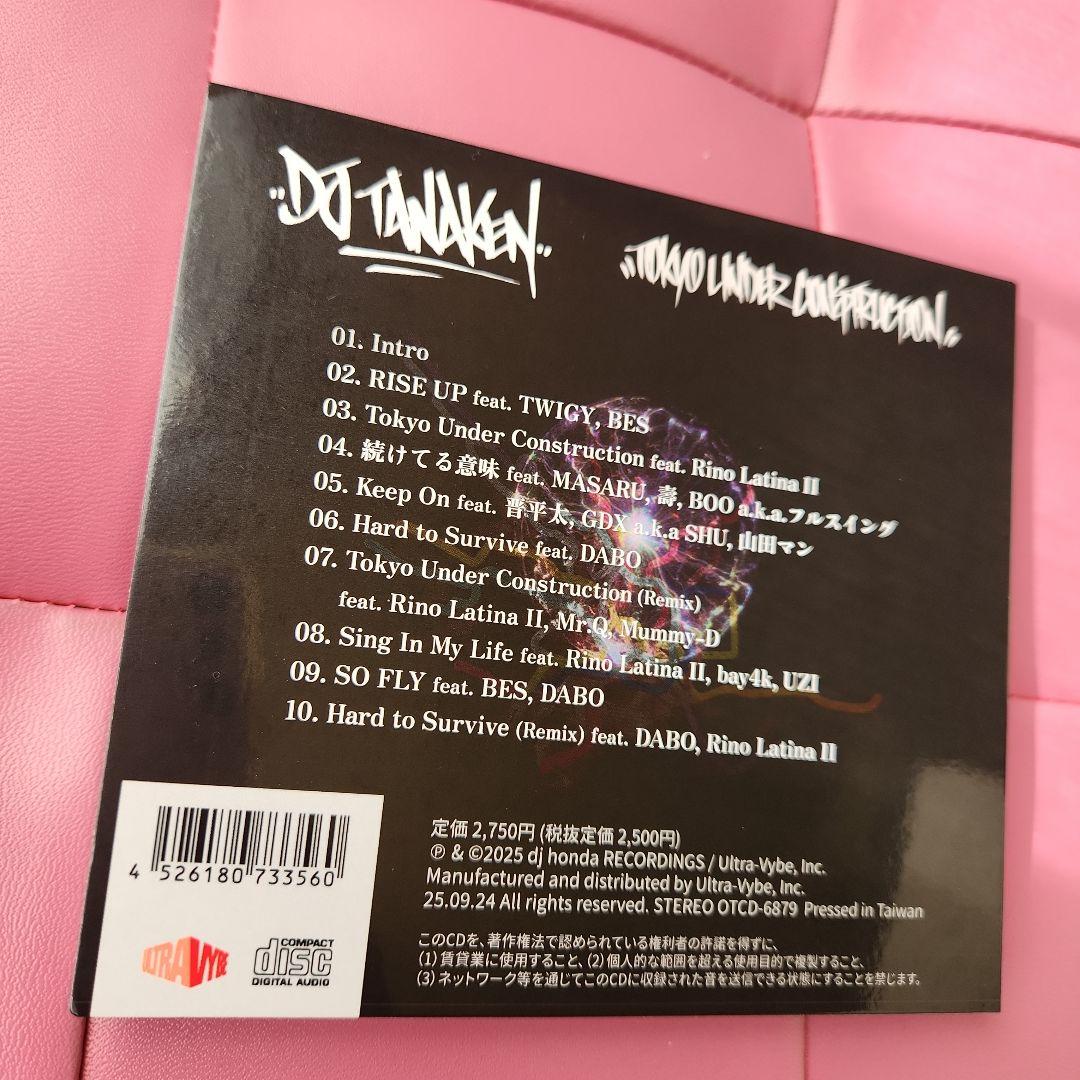 DJ TANAKEN
TOKYO UNDER CONSTRUCTION
01. Intro
02. RISE UP feat. TWIGY, BES
03. Tokyo Under Construction feat. Rino Latina II
04. 続けてる意味 feat. MASARU, 壽, BOO a.k.a.フルスイング
05. Keep On feat. 晋平太, GDX a.k.a SHU, 山田マン
06. Hard to Survive feat. DABO
07. Tokyo Under Construction (Remix)
feat. Rino Latina II, Mr.Q, Mummy-D
08. Sing In My Life feat. Rino Latina II, bay4k, UZI
09. SO FLY feat. BES, DABO
10. Hard to Survive (Remix) feat. DABO, Rino Latina II
定価 2,750円 (税抜定価 2,500円)
℗ & ©2025 dj honda RECORDINGS / Ultra-Vybe, Inc.
Manufactured and distributed by Ultra-Vybe, Inc.
25.09.24 All rights reserved. STEREO OTCD-6879 Pressed in Taiwan
このCDを、著作権法で認められている権利者の許諾を得ずに、
(1) 賃貸業に使用すること、(2) 個人的な範囲を超える使用目的で複製すること、
(3) ネットワーク等を通じてこのCDに収録された音を送信できる状態にすることを禁じます。
4 526180 733560
ULTRA VYBE
COMPACT
disc
DIGITAL AUDIO